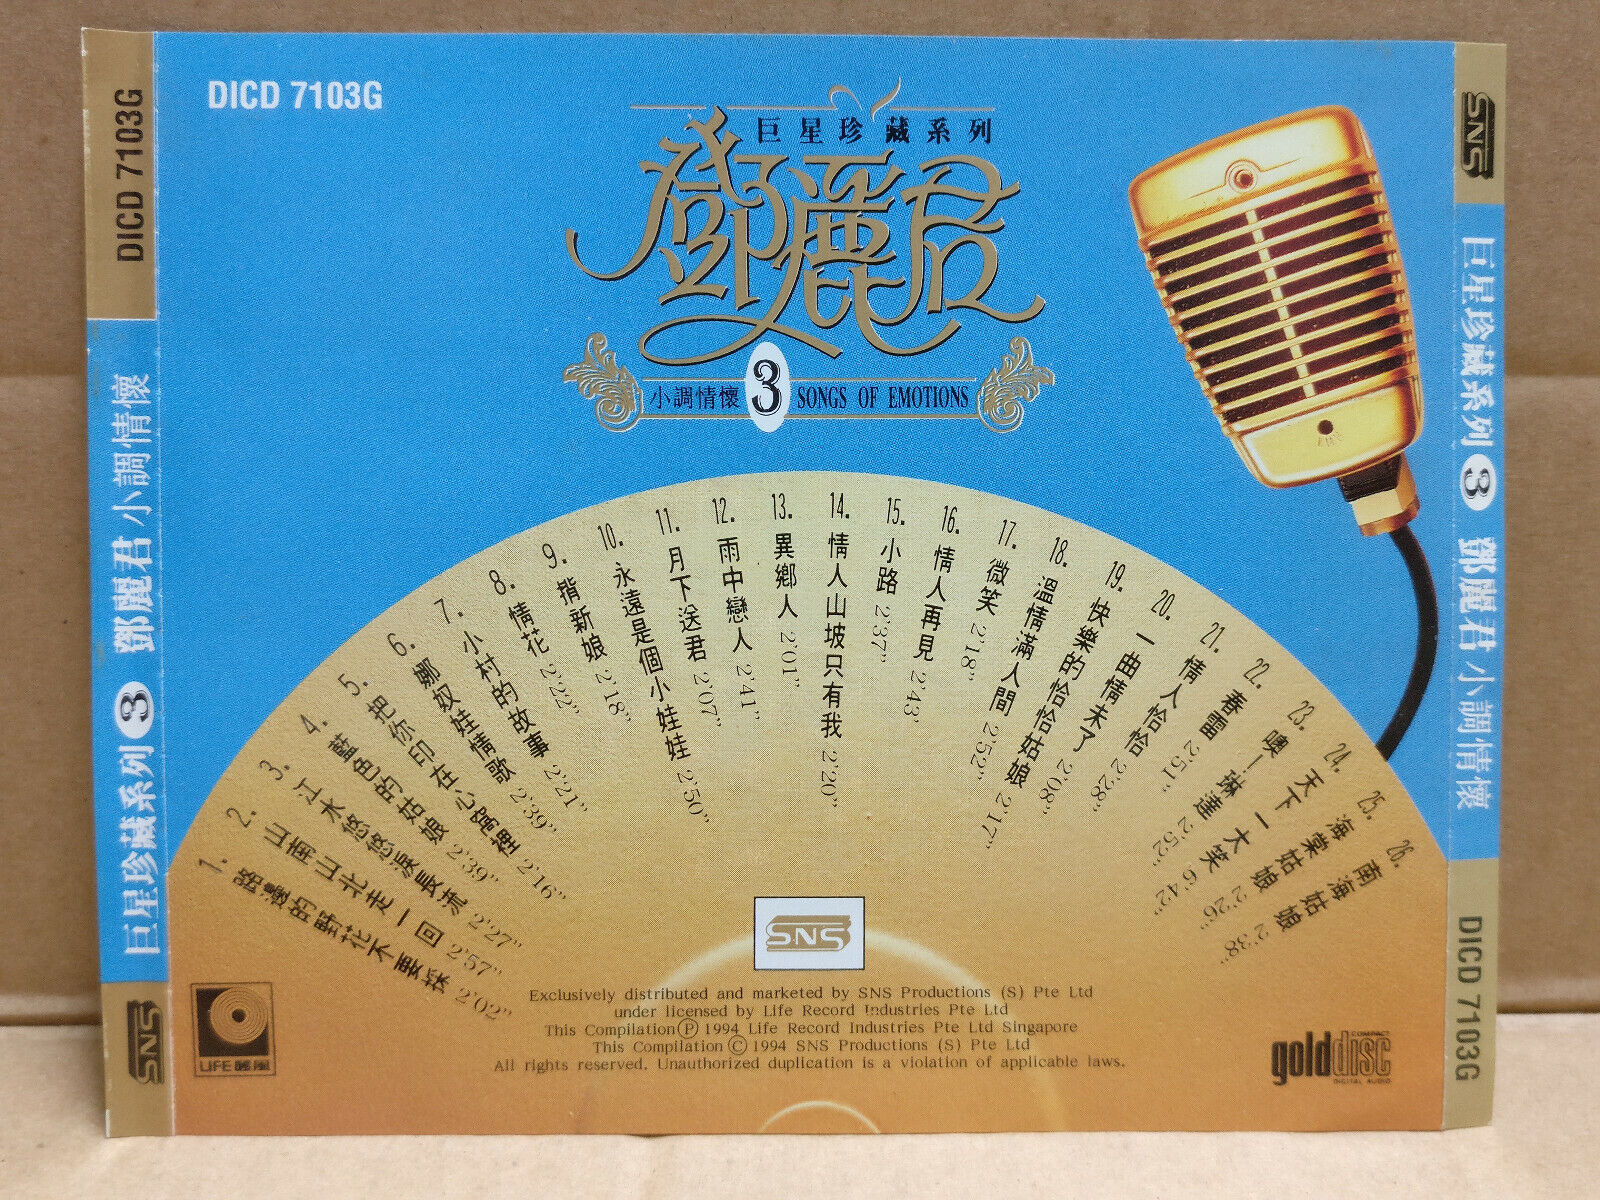 DICD 7103G
SNS
巨星珍藏系列 3 鄧麗君 小調情懷
DICD 7103G
巨星珍藏系列
鄧麗君
小調情懷 3 SONGS OF EMOTIONS
1. 路邊的野花不要採 2'02"
2. 山南山北走一回 2'57"
3. 江水悠悠淚長流 2'27"
4. 藍色的姑娘 2'39"
5. 把你印在心窩裡 2'16"
6. 娜奴娃情歌 2'39"
7. 小村的故事 2'21"
8. 情花 2'22"
9. 揹新娘 2'18"
10. 永遠是個小娃娃 2'50"
11. 月下送君 2'07"
12. 雨中戀人 2'41"
13. 異鄉人 2'01"
14. 情人山坡只有我 2'20"
15. 小路 2'37"
16. 情人再見 2'43"
17. 微笑 2'18"
18. 溫情滿人間 2'52"
19. 快樂的恰恰姑娘 2'17"
20. 一曲情未了 2'08"
21. 情人恰恰 2'28"
22. 春雷 2'51"
23. 噢!琳達 2'52"
24. 天下一大笑 6'42"
25. 海棠姑娘 2'26"
26. 南海姑娘 2'38"
SNS
Exclusively distributed and marketed by SNS Productions (S) Pte Ltd
under licensed by Life Record Industries Pte Ltd
This Compilation Ⓟ 1994 Life Record Industries Pte Ltd Singapore
This Compilation © 1994 SNS Productions (S) Pte Ltd
All rights reserved. Unauthorized duplication is a violation of applicable laws.
LIFE 麗風
COMPACT
golddisc
DIGITAL AUDIO
SNS
巨星珍藏系列 3 鄧麗君 小調情懷
DICD 7103G